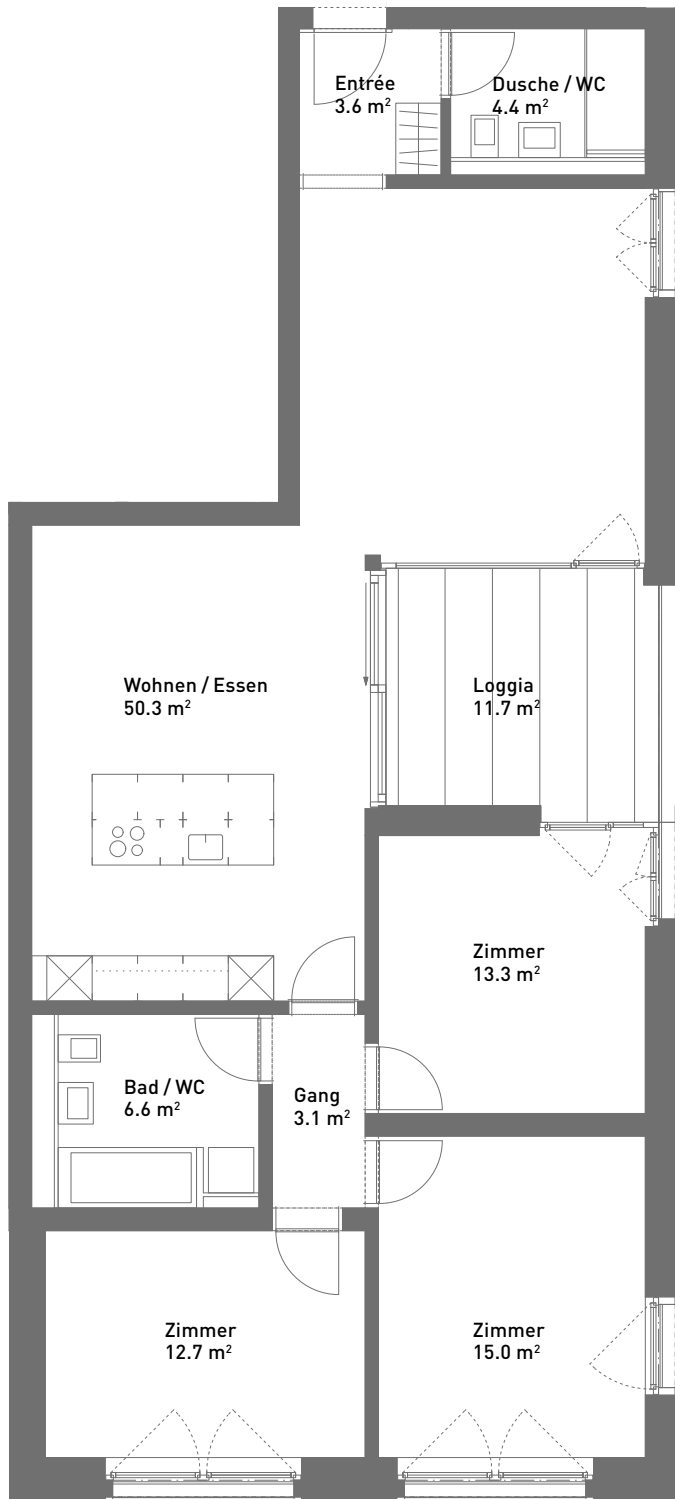 Entrée
3.6 m²
Dusche / WC
4.4 m²
Wohnen / Essen
50.3 m²
Loggia
11.7 m²
Zimmer
13.3 m²
Bad / WC
6.6 m²
Gang
3.1 m²
Zimmer
12.7 m²
Zimmer
15.0 m²